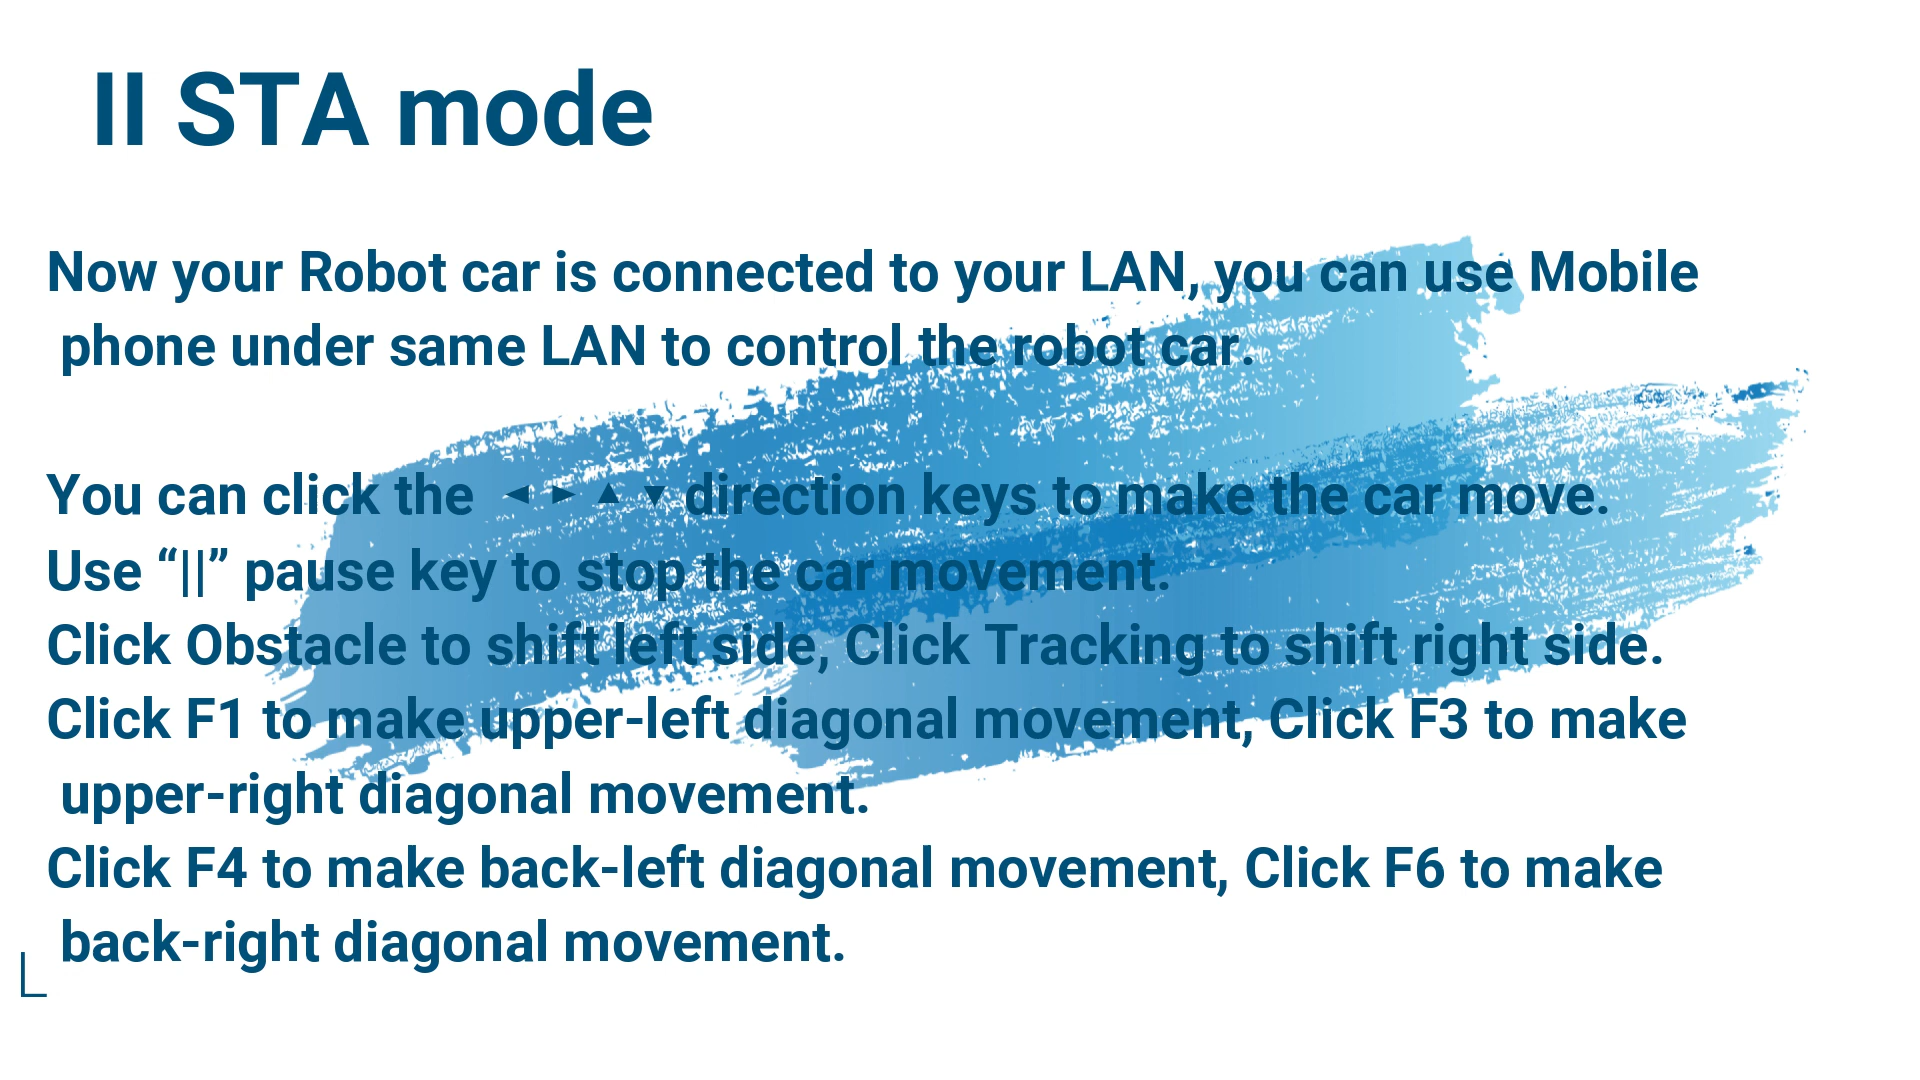 II STA mode
Now your Robot car is connected to your LAN, you can use Mobile
phone under same LAN to control the robot car.
You can click the ◄ ► ▲ ▼ direction keys to make the car move.
Use “||” pause key to stop the car movement.
Click Obstacle to shift left side, Click Tracking to shift right side.
Click F1 to make upper-left diagonal movement, Click F3 to make
upper-right diagonal movement.
Click F4 to make back-left diagonal movement, Click F6 to make
back-right diagonal movement.